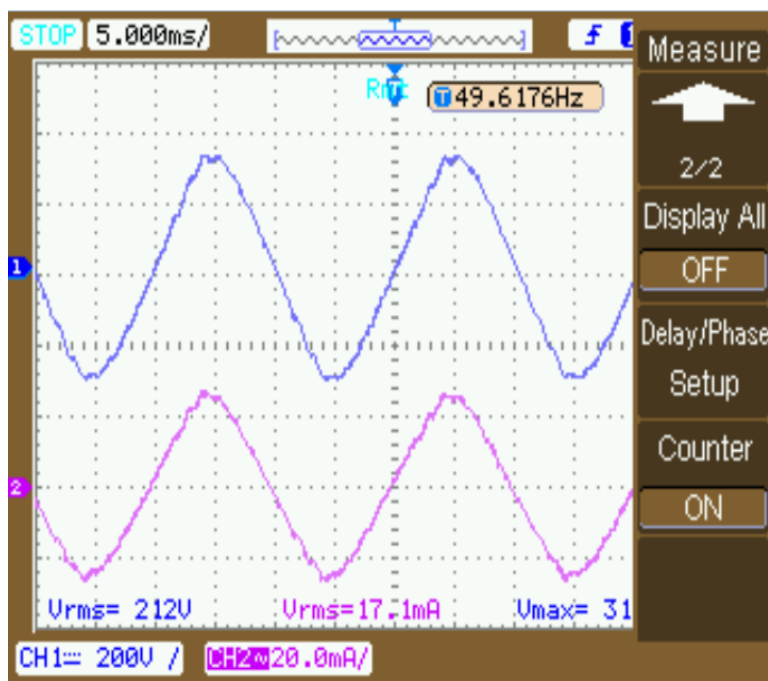 STOP 5.000ms/
Measure
49.6176Hz
2/2
Display All
OFF
1
Delay/Phase
Setup
Counter
2
ON
Vrms= 212V Vrms=17.1mA Vmax= 31
CH1 200V / CH2 20.0mA/